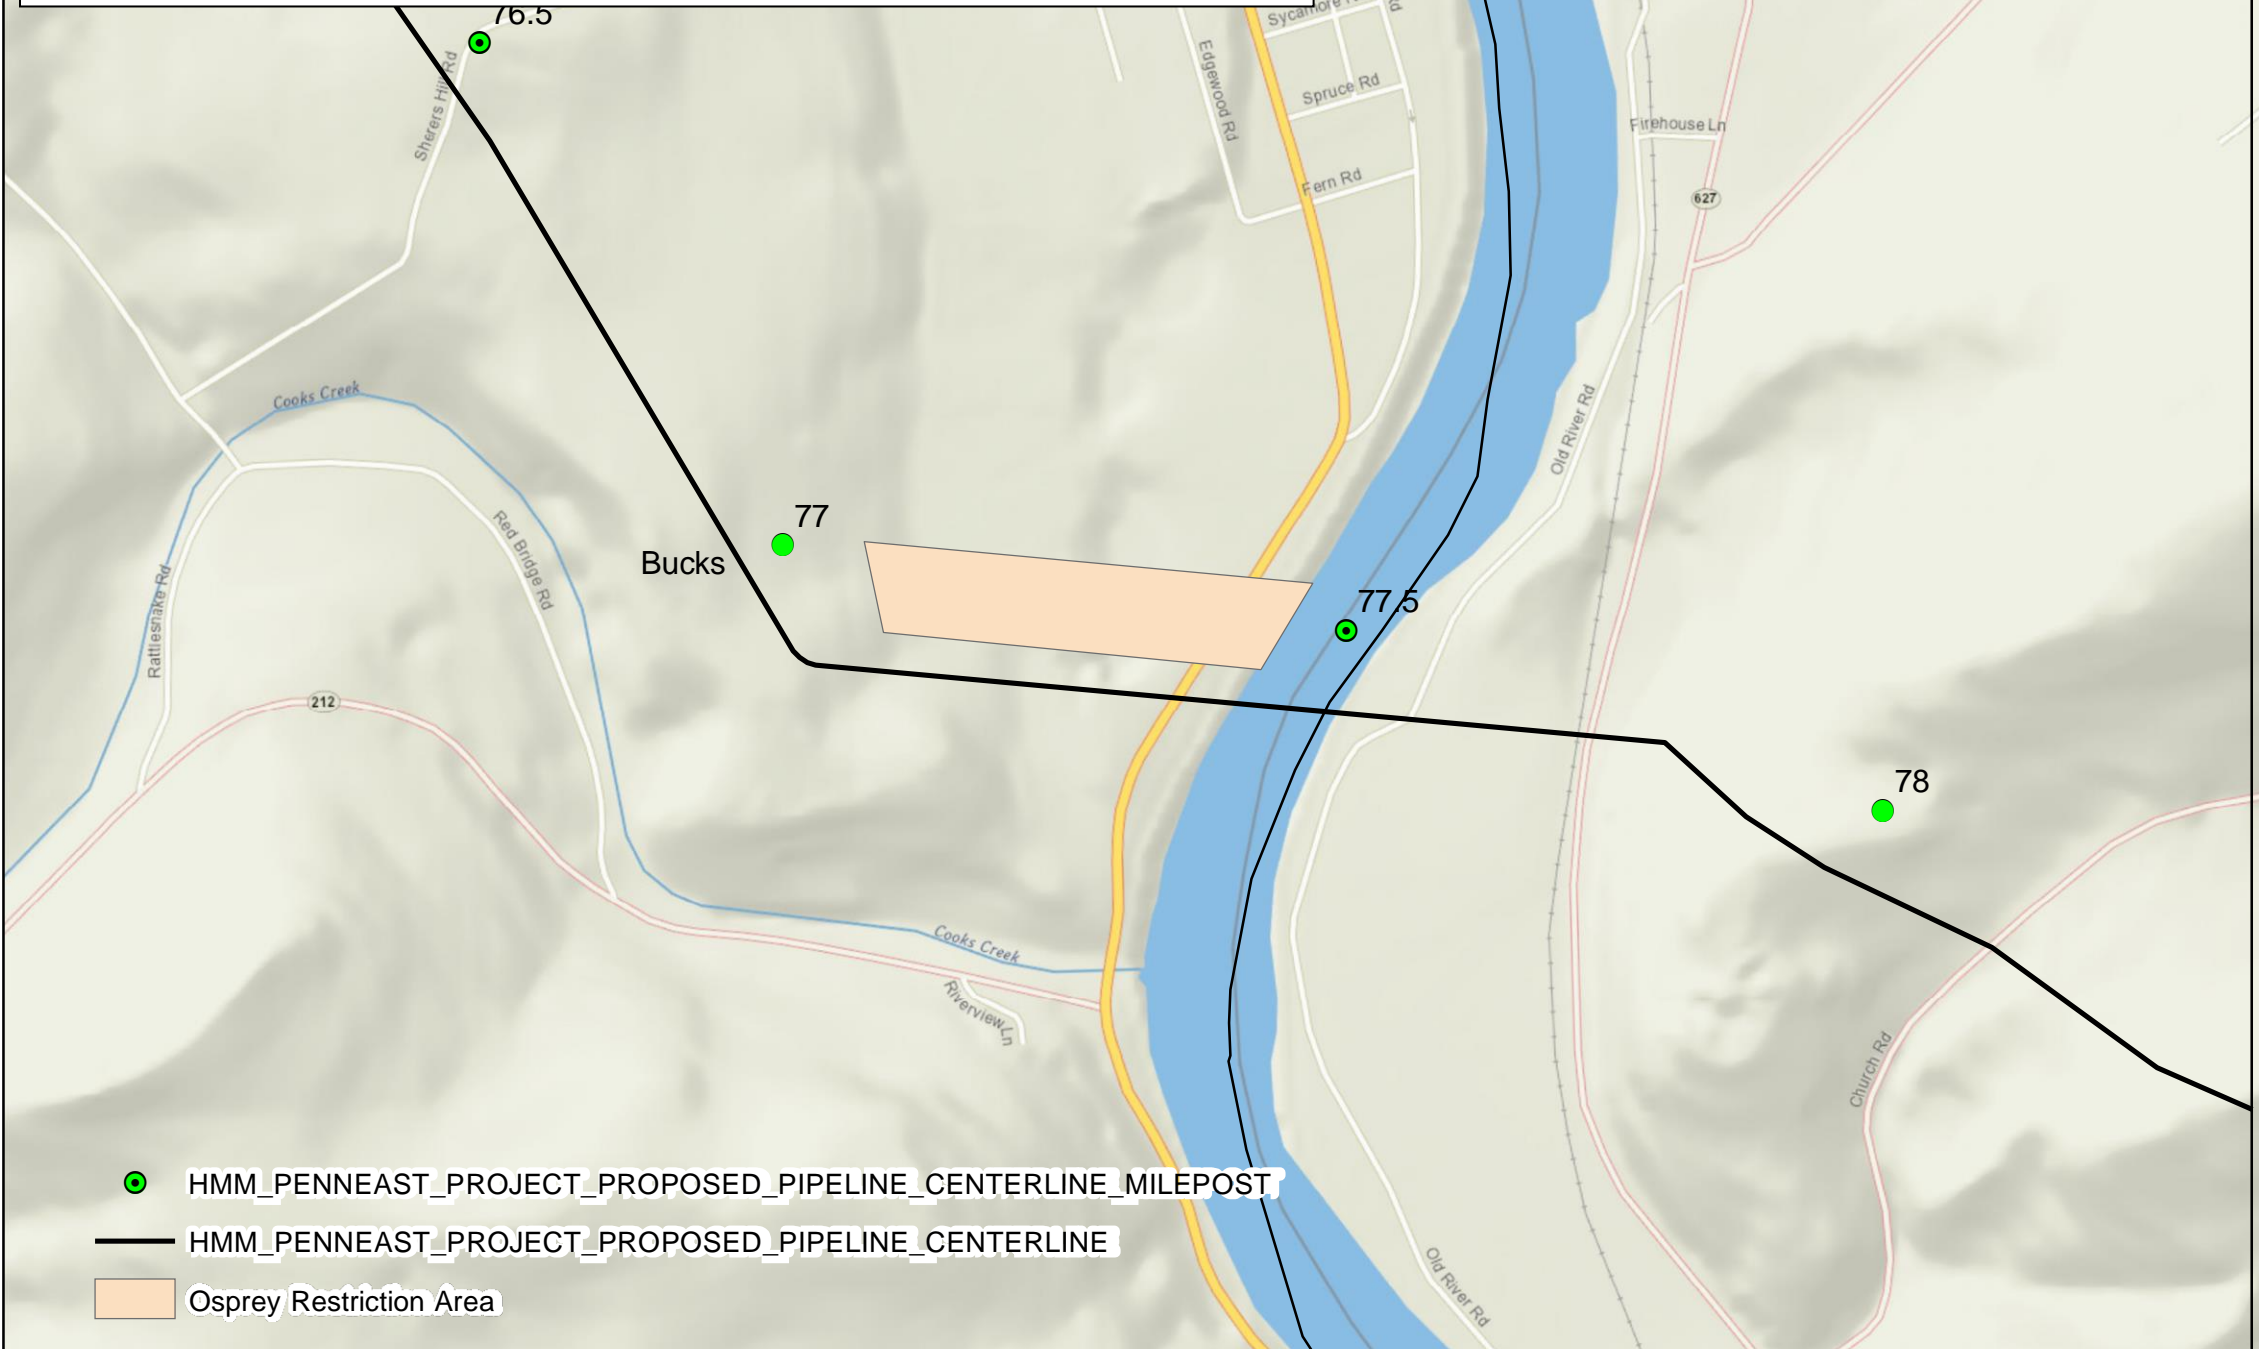 76.5
Sherers Hill Rd
Edgewood Rd
Spruce Rd
Fern Rd
Firehouse Ln
627
Cooks Creek
Old River Rd
Red Bridge Rd
77
Bucks
Rattlesnake Rd
77.5
212
78
Cooks Creek
Riverview Ln
Church Rd
Old River Rd
HMM_PENNEAST_PROJECT_PROPOSED_PIPELINE_CENTERLINE_MILEPOST
HMM_PENNEAST_PROJECT_PROPOSED_PIPELINE_CENTERLINE
Osprey Restriction Area